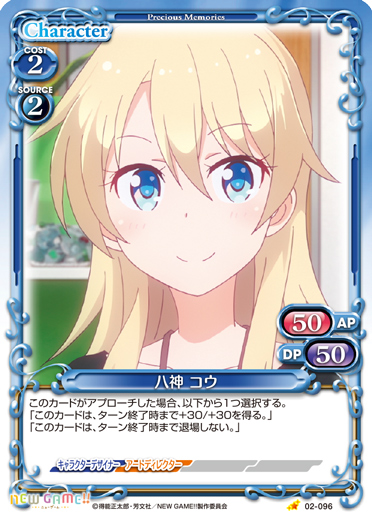 Precious Memories
Character
COST
2
SOURCE
2
50 AP
DP 50
八神 コウ
このカードがアプローチした場合、以下から1つ選択する。
「このカードは、ターン終了時まで+30/+30を得る。」
「このカードは、ターン終了時まで退場しない。」
キャラクターデザイナー アートディレクター
NEW GAME!!
©得能正太郎・芳文社/NEW GAME!!製作委員会
02-096